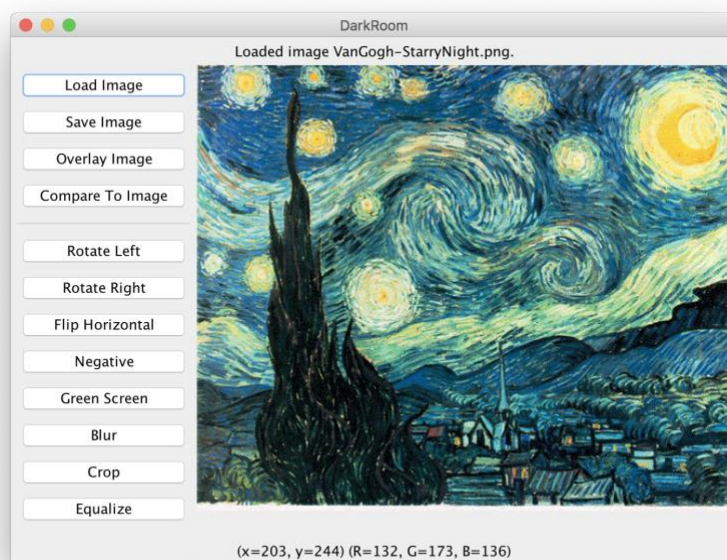 DarkRoom
Loaded image VanGogh-StarryNight.png.
Load Image
Save Image
Overlay Image
Compare To Image
Rotate Left
Rotate Right
Flip Horizontal
Negative
Green Screen
Blur
Crop
Equalize
(x=203, y=244) (R=132, G=173, B=136)